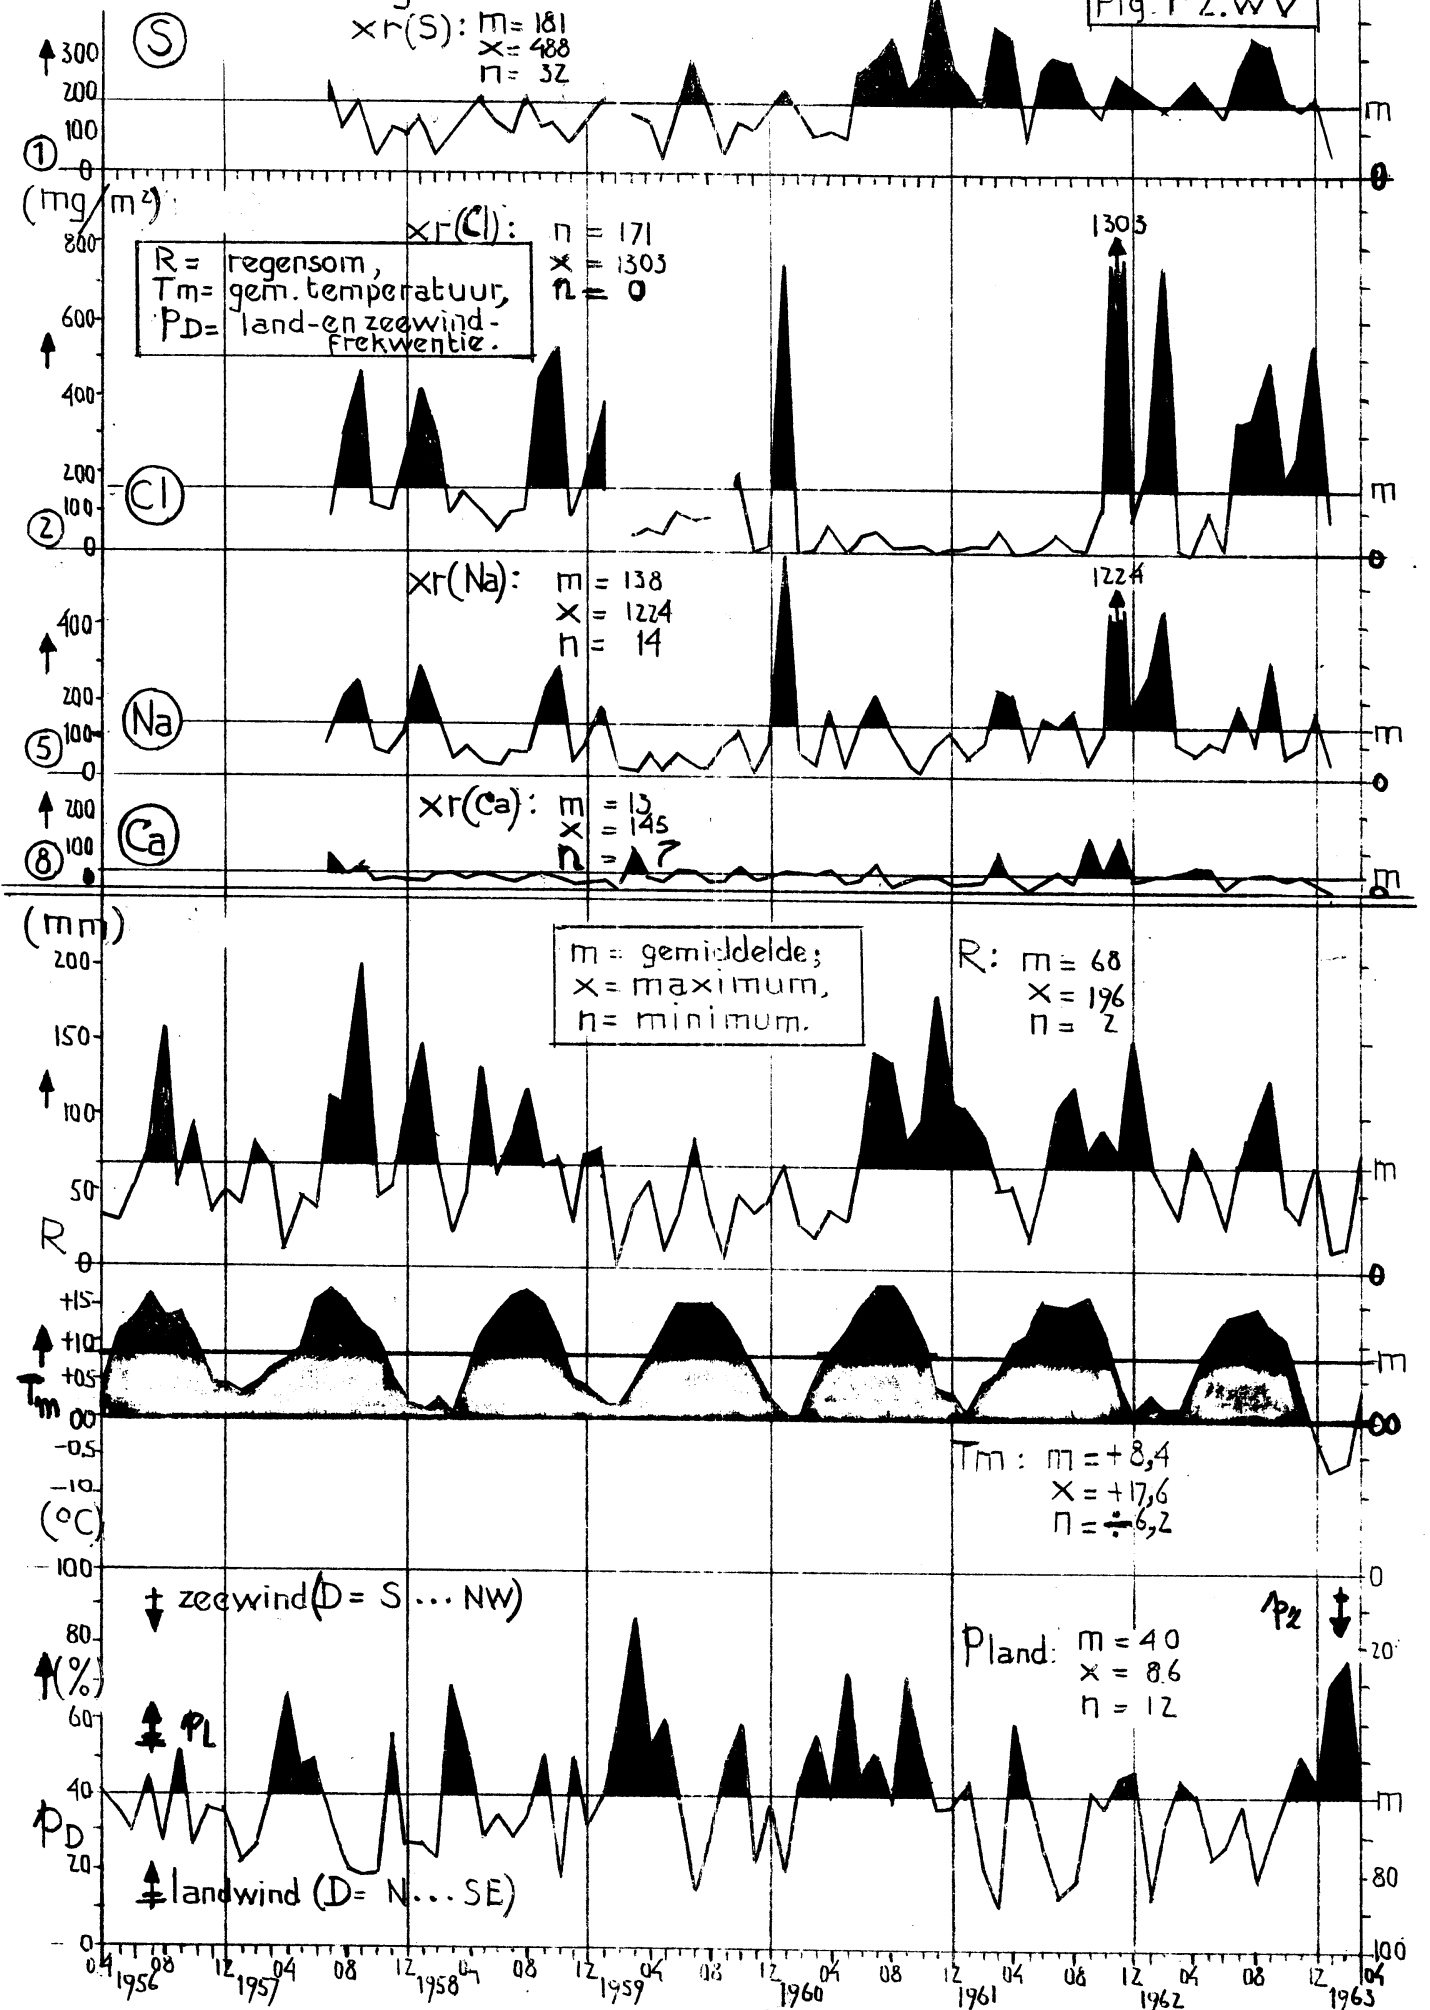 S
xr(S): m= 181
x= 488
n= 32
Fig. r 2. WV
300
200
100
0
1
m
0
(mg/m²)
xr(Cl): n = 171
x = 1303
n = 0
1303
R= regensom,
Tm= gem. temperatuur,
PD= land-en zeewind-
frekwentie.
800
600
400
200
100
0
Cl
2
m
0
xr(Na): m = 138
x = 1224
n = 14
1224
400
200
100
0
Na
5
m
0
xr(Ca): m = 13
x = 145
n = ?
200
100
0
Ca
8
m
0
(mm)
m = gemiddelde;
x = maximum,
n= minimum.
R: m= 68
x = 196
n = 2
200
150
100
50
0
R
m
0
+15
+10
+05
00
-05
-10
Tm
(°C)
m
00
Tm: m = +8,4
x = +17,6
n = ÷6,2
100
80
60
40
20
0
(%)
PD
zeewind (D= S ... NW)
PL
landwind (D= N ... SE)
Pland: m = 40
x = 86
n = 12
pz
0
20
m
80
100
04 08 12 04 08 12 04 08 12 04 08 12 04 08 12 04 08 12 04 08 12 04
1956 1957 1958 1959 1960 1961 1962 1963